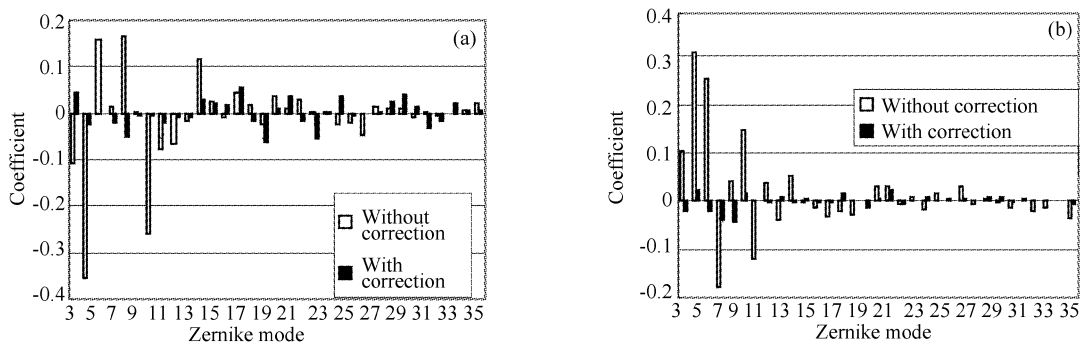 (a)
0.2
0.1
0
-0.1
-0.2
-0.3
-0.4
Coefficient
Without
correction
With
correction
3 5 7 9 11 13 15 17 19 21 23 25 27 29 31 33 35
Zernike mode
(b)
0.4
0.3
0.2
0.1
0
-0.1
-0.2
Coefficient
Without correction
With correction
3 5 7 9 11 13 15 17 19 21 23 25 27 29 31 33 35
Zernike mode